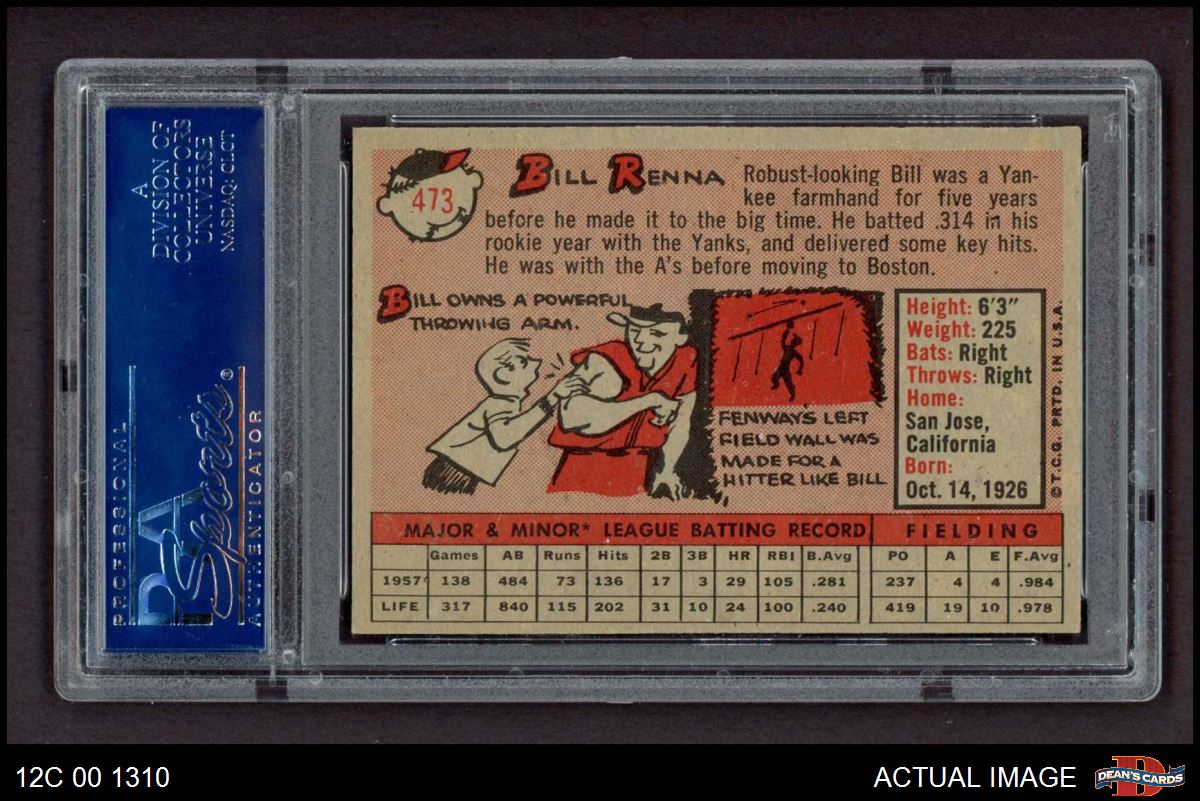 A
DIVISION OF
COLLECTORS
UNIVERSE
NASDAQ: CLCT
PROFESSIONAL
PSA
Sports®
AUTHENTICATOR
473
BILL RENNA
Robust-looking Bill was a Yan-
kee farmhand for five years
before he made it to the big time. He batted .314 in his
rookie year with the Yanks, and delivered some key hits.
He was with the A's before moving to Boston.
BILL OWNS A POWERFUL
THROWING ARM.
FENWAYS LEFT
FIELD WALL WAS
MADE FOR A
HITTER LIKE BILL
Height: 6'3"
Weight: 225
Bats: Right
Throws: Right
Home:
San Jose,
California
Born:
Oct. 14, 1926
©T.C.G. PRTD. IN U.S.A.
MAJOR & MINOR* LEAGUE BATTING RECORD FIELDING
Games AB Runs Hits 2B 3B HR RBI B.Avg PO A E F.Avg
1957* 138 484 73 136 17 3 29 105 .281 237 4 4 .984
LIFE 317 840 115 202 31 10 24 100 .240 419 19 10 .978
12C 00 1310
ACTUAL IMAGE
DEAN'S CARDS